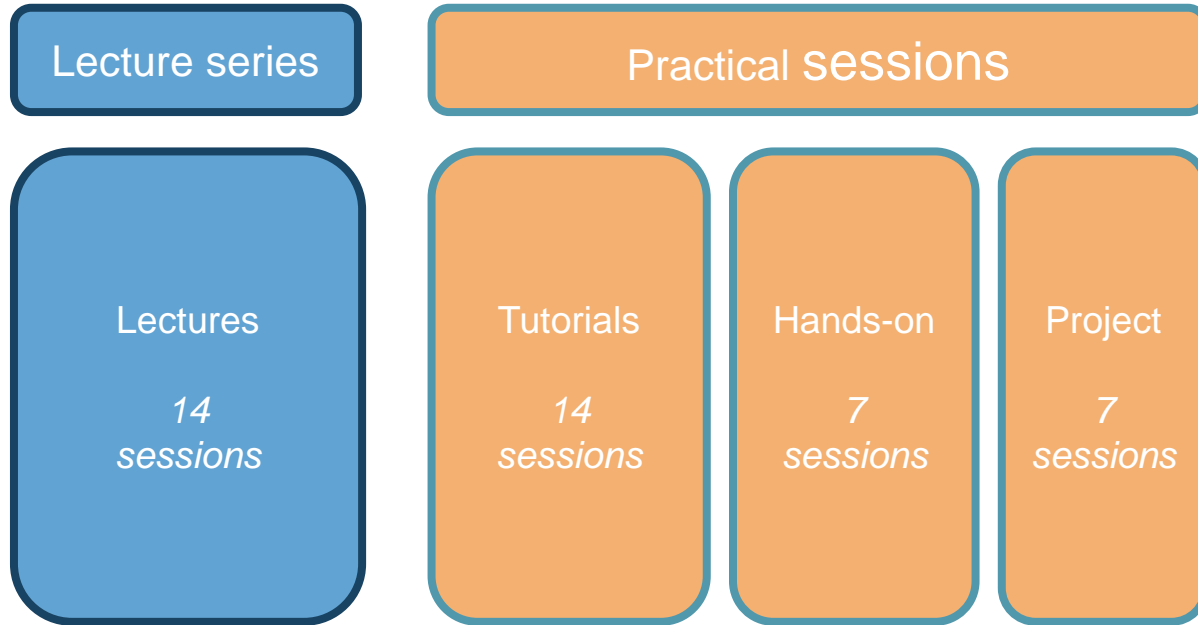 Lecture series
Practical sessions
Lectures
14
sessions
Tutorials
14
sessions
Hands-on
7
sessions
Project
7
sessions